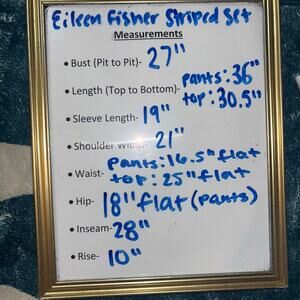 Eileen Fisher Striped Set
Measurements
• Bust (Pit to Pit)- 27"
• Length (Top to Bottom)- pants: 36"
top: 30.5"
• Sleeve Length- 19"
• Shoulder Width- 21"
• Waist- pants: 16.5" flat
top: 25" flat
• Hip- 18" flat (pants)
• Inseam- 28"
• Rise- 10"